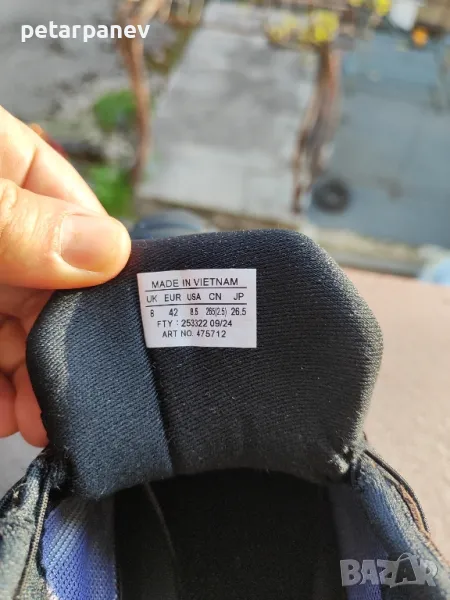 petarpanev
MADE IN VIETNAM
UK EUR USA CN JP
8 42 8.5 265(2.5) 26.5
FTY : 253322 09/24
ART NO. 475712
BAZAR